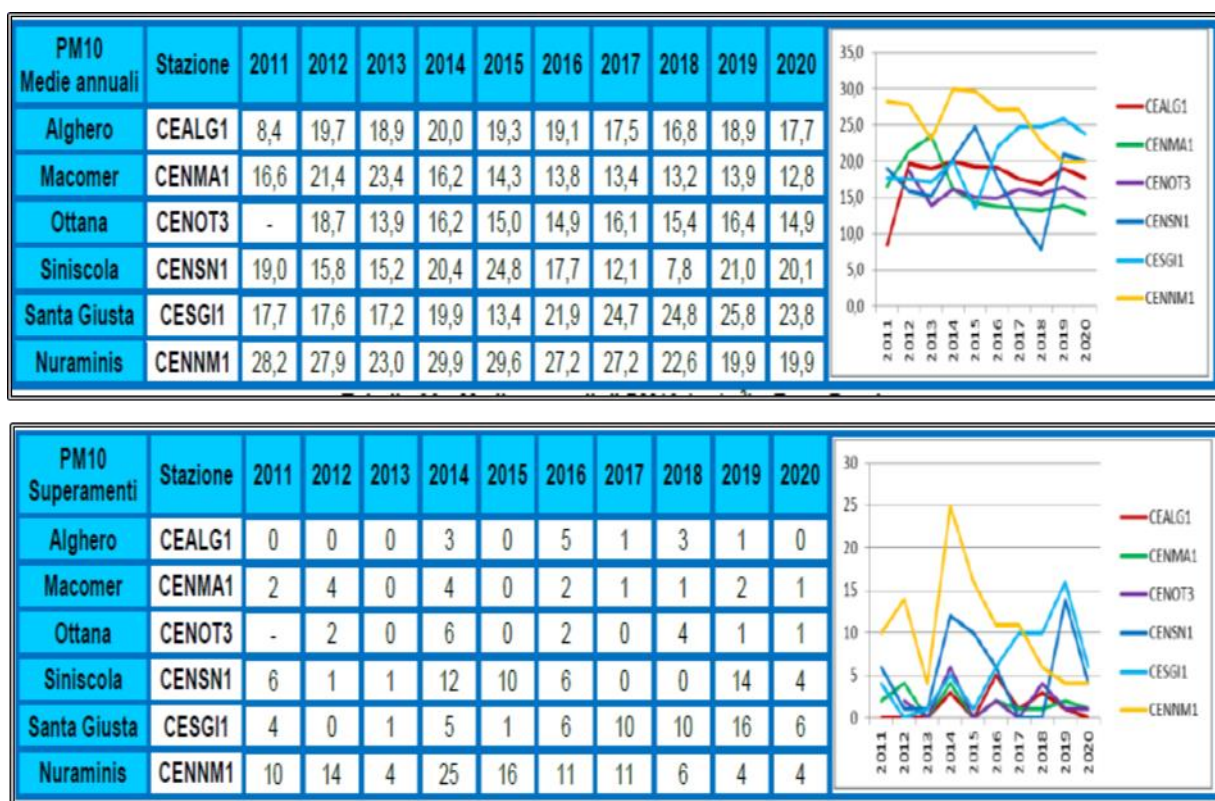 PM10
Medie annuali Stazione 2011 2012 2013 2014 2015 2016 2017 2018 2019 2020
Alghero CEALG1 8,4 19,7 18,9 20,0 19,3 19,1 17,5 16,8 18,9 17,7
Macomer CENMA1 16,6 21,4 23,4 16,2 14,3 13,8 13,4 13,2 13,9 12,8
Ottana CENOT3 - 18,7 13,9 16,2 15,0 14,9 16,1 15,4 16,4 14,9
Siniscola CENSN1 19,0 15,8 15,2 20,4 24,8 17,7 12,1 7,8 21,0 20,1
Santa Giusta CESGI1 17,7 17,6 17,2 19,9 13,4 21,9 24,7 24,8 25,8 23,8
Nuraminis CENNM1 28,2 27,9 23,0 29,9 29,6 27,2 27,2 22,6 19,9 19,9
35,0
30,0
25,0
20,0
15,0
10,0
5,0
0,0
2011 2012 2013 2014 2015 2016 2017 2018 2019 2020
CEALG1
CENMA1
CENOT3
CENSN1
CESGI1
CENNM1
PM10
Superamenti Stazione 2011 2012 2013 2014 2015 2016 2017 2018 2019 2020
Alghero CEALG1 0 0 0 3 0 5 1 3 1 0
Macomer CENMA1 2 4 0 4 0 2 1 1 2 1
Ottana CENOT3 - 2 0 6 0 2 0 4 1 1
Siniscola CENSN1 6 1 1 12 10 6 0 0 14 4
Santa Giusta CESGI1 4 0 1 5 1 6 10 10 16 6
Nuraminis CENNM1 10 14 4 25 16 11 11 6 4 4
30
25
20
15
10
5
0
2011 2012 2013 2014 2015 2016 2017 2018 2019 2020
CEALG1
CENMA1
CENOT3
CENSN1
CESGI1
CENNM1